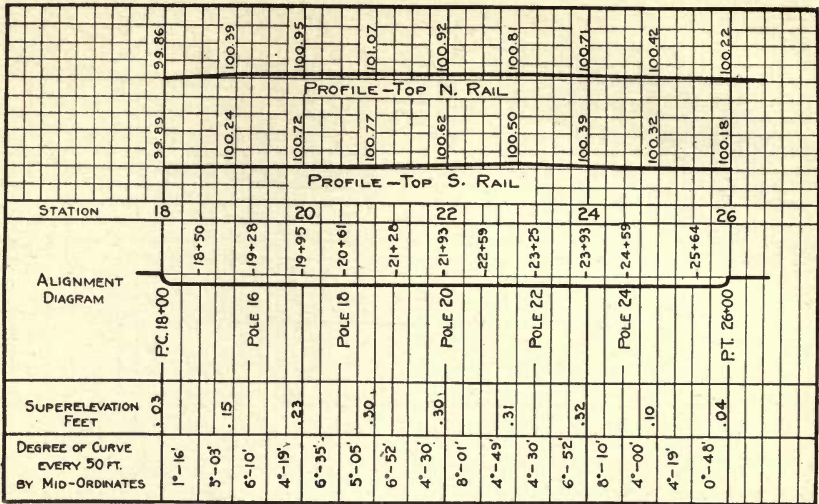 99.86 100.39 100.95 101.07 100.92 100.81 100.71 100.42 100.22
PROFILE-TOP N. RAIL
99.89 100.24 100.72 100.77 100.62 100.50 100.39 100.32 100.18
PROFILE-TOP S. RAIL
STATION 18 20 22 24 26
-18+50 -19+28 -19+95 -20+61 -21+28 -21+93 -22+59 -23+25 -23+93 -24+59 -25+64
ALIGNMENT
DIAGRAM
P.C. 18+00 POLE 16 POLE 18 POLE 20 POLE 22 POLE 24 P.T. 26+00
SUPERELEVATION
FEET
.03 .15 .23 .30 .30 .31 .32 .10 .04
DEGREE OF CURVE
EVERY 50 FT.
BY MID-ORDINATES
1°-16' 3°-03' 6°-10' 4°-19' 6°-35' 5°-05' 6°-52' 4°-30' 8°-01' 4°-49' 4°-30' 6°-52' 8°-10' 4°-00' 4°-19' 0°-48'